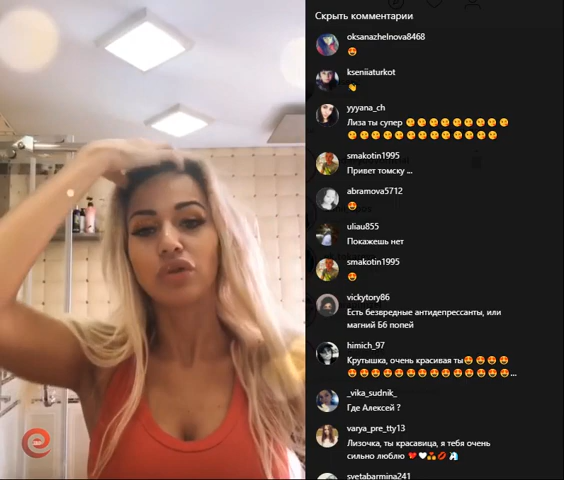 Скрыть комментарии
oksanazhelnova8468
😍
kseniiaturkot
👏
yyyana_ch
Лиза ты супер 😘😘😘😘😘😘😘😘😘
😘😘😘😘😘😘😘😘😘😘😘😘😘
smakotin1995
Привет томску ...
abramova5712
😍
uliau855
Покажешь нет
smakotin1995
😍
vickytory86
Есть безвредные антидепрессанты, или
магний Б6 попей
himich_97
Крутышка, очень красивая ты😍😍😍😍
😍😍😍😍😍😍😍😍😍😍😍😍😍😍...
_vika_sudnik_
Где Алексей ?
varya_pre_tty13
Лизочка, ты красавица, я тебя очень
сильно люблю
svetabarmina241